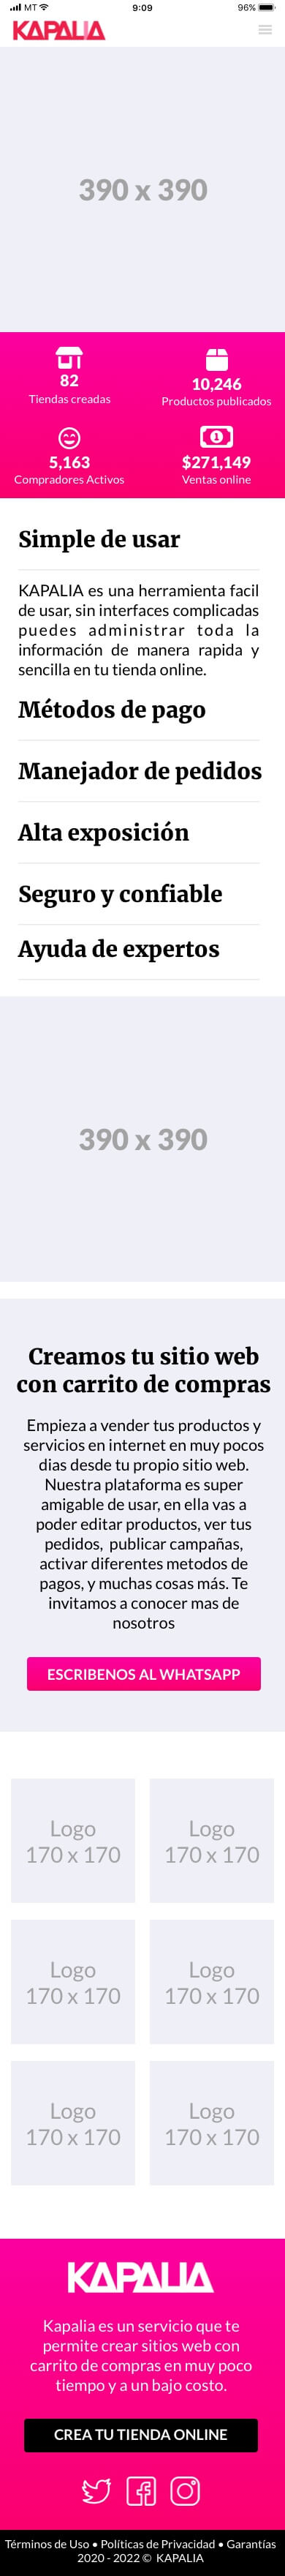 MT 9:09 96%
KAPALIA
390 x 390
82
Tiendas creadas
10,246
Productos publicados
5,163
Compradores Activos
$271,149
Ventas online
Simple de usar
KAPALIA es una herramienta facil
de usar, sin interfaces complicadas
puedes administrar toda la
información de manera rapida y
sencilla en tu tienda online.
Métodos de pago
Manejador de pedidos
Alta exposición
Seguro y confiable
Ayuda de expertos
390 x 390
Creamos tu sitio web
con carrito de compras
Empieza a vender tus productos y
servicios en internet en muy pocos
dias desde tu propio sitio web.
Nuestra plataforma es super
amigable de usar, en ella vas a
poder editar productos, ver tus
pedidos, publicar campañas,
activar diferentes metodos de
pagos, y muchas cosas más. Te
invitamos a conocer mas de
nosotros
ESCRIBENOS AL WHATSAPP
Logo
170 x 170
Logo
170 x 170
Logo
170 x 170
Logo
170 x 170
Logo
170 x 170
Logo
170 x 170
KAPALIA
Kapalia es un servicio que te
permite crear sitios web con
carrito de compras en muy poco
tiempo y a un bajo costo.
CREA TU TIENDA ONLINE
Términos de Uso • Políticas de Privacidad • Garantías
2020 - 2022 © KAPALIA